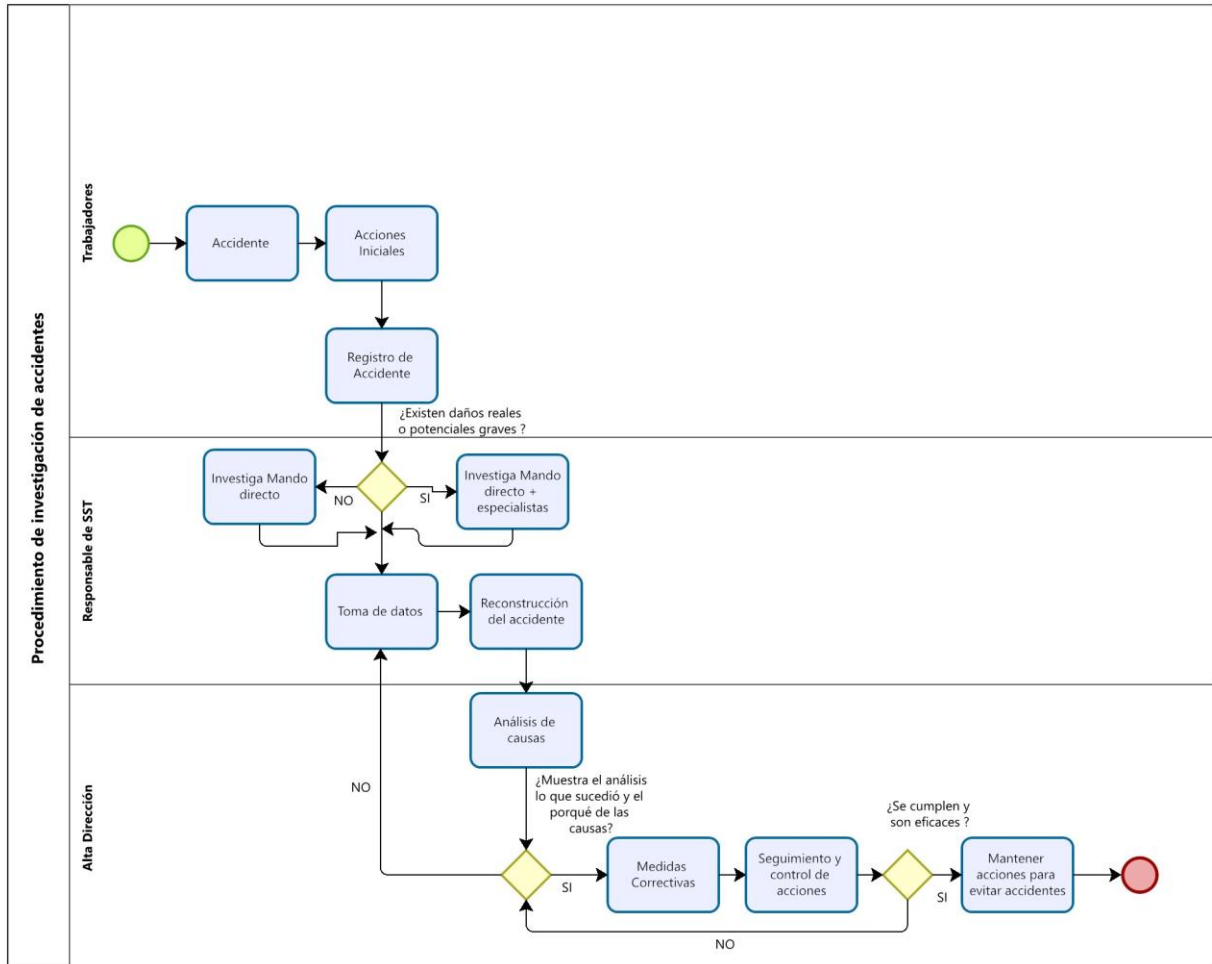 Procedimiento de investigación de accidentes
Trabajadores
Accidente
Acciones
Iniciales
Registro de
Accidente
¿Existen daños reales
o potenciales graves ?
Responsable de SST
Investiga Mando
directo
NO
SI
Investiga Mando
directo +
especialistas
Toma de datos
Reconstrucción
del accidente
Alta Dirección
Análisis de
causas
NO
¿Muestra el análisis
lo que sucedió y el
porqué de las
causas?
SI
Medidas
Correctivas
Seguimiento y
control de
acciones
¿Se cumplen y
son eficaces ?
SI
Mantener
acciones para
evitar accidentes
NO